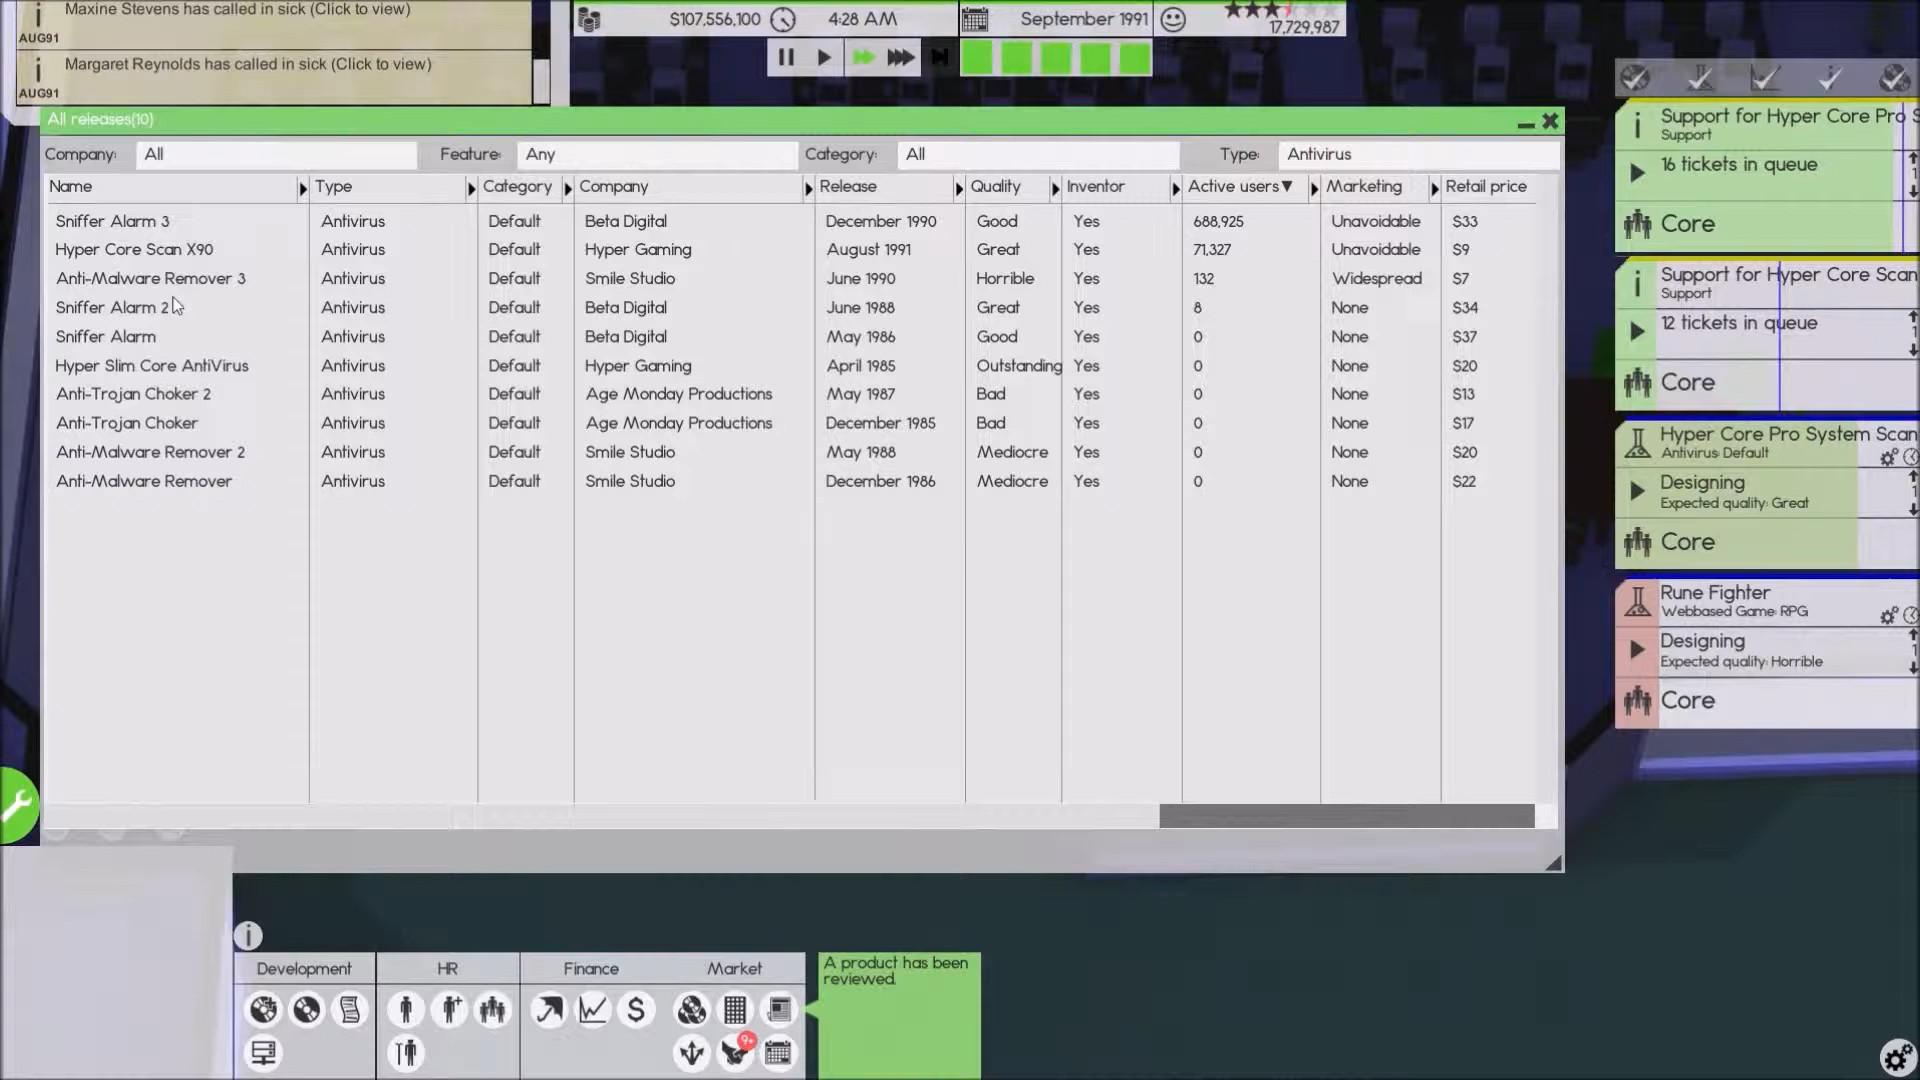 Maxine Stevens has called in sick (Click to view)
AUG91
Margaret Reynolds has called in sick (Click to view)
AUG91
$107,556,100
4:28 AM
September 1991
17,729,987
All releases(10)
Company: All Feature: Any Category: All Type: Antivirus
Name Type Category Company Release Quality Inventor Active users▼ Marketing Retail price
Sniffer Alarm 3 Antivirus Default Beta Digital December 1990 Good Yes 688,925 Unavoidable $33
Hyper Core Scan X90 Antivirus Default Hyper Gaming August 1991 Great Yes 71,327 Unavoidable $9
Anti-Malware Remover 3 Antivirus Default Smile Studio June 1990 Horrible Yes 132 Widespread $7
Sniffer Alarm 2 Antivirus Default Beta Digital June 1988 Great Yes 8 None $34
Sniffer Alarm Antivirus Default Beta Digital May 1986 Good Yes 0 None $37
Hyper Slim Core AntiVirus Antivirus Default Hyper Gaming April 1985 Outstanding Yes 0 None $20
Anti-Trojan Choker 2 Antivirus Default Age Monday Productions May 1987 Bad Yes 0 None $13
Anti-Trojan Choker Antivirus Default Age Monday Productions December 1985 Bad Yes 0 None $17
Anti-Malware Remover 2 Antivirus Default Smile Studio May 1988 Mediocre Yes 0 None $20
Anti-Malware Remover Antivirus Default Smile Studio December 1986 Mediocre Yes 0 None $22
Support for Hyper Core Pro S
Support
16 tickets in queue
1
Core
Support for Hyper Core Scan
Support
12 tickets in queue
1
Core
Hyper Core Pro System Scan
Antivirus: Default
Designing
Expected quality: Great
1
Core
Rune Fighter
Webbased Game: RPG
Designing
Expected quality: Horrible
1
Core
Development HR Finance Market
9+
A product has been
reviewed.